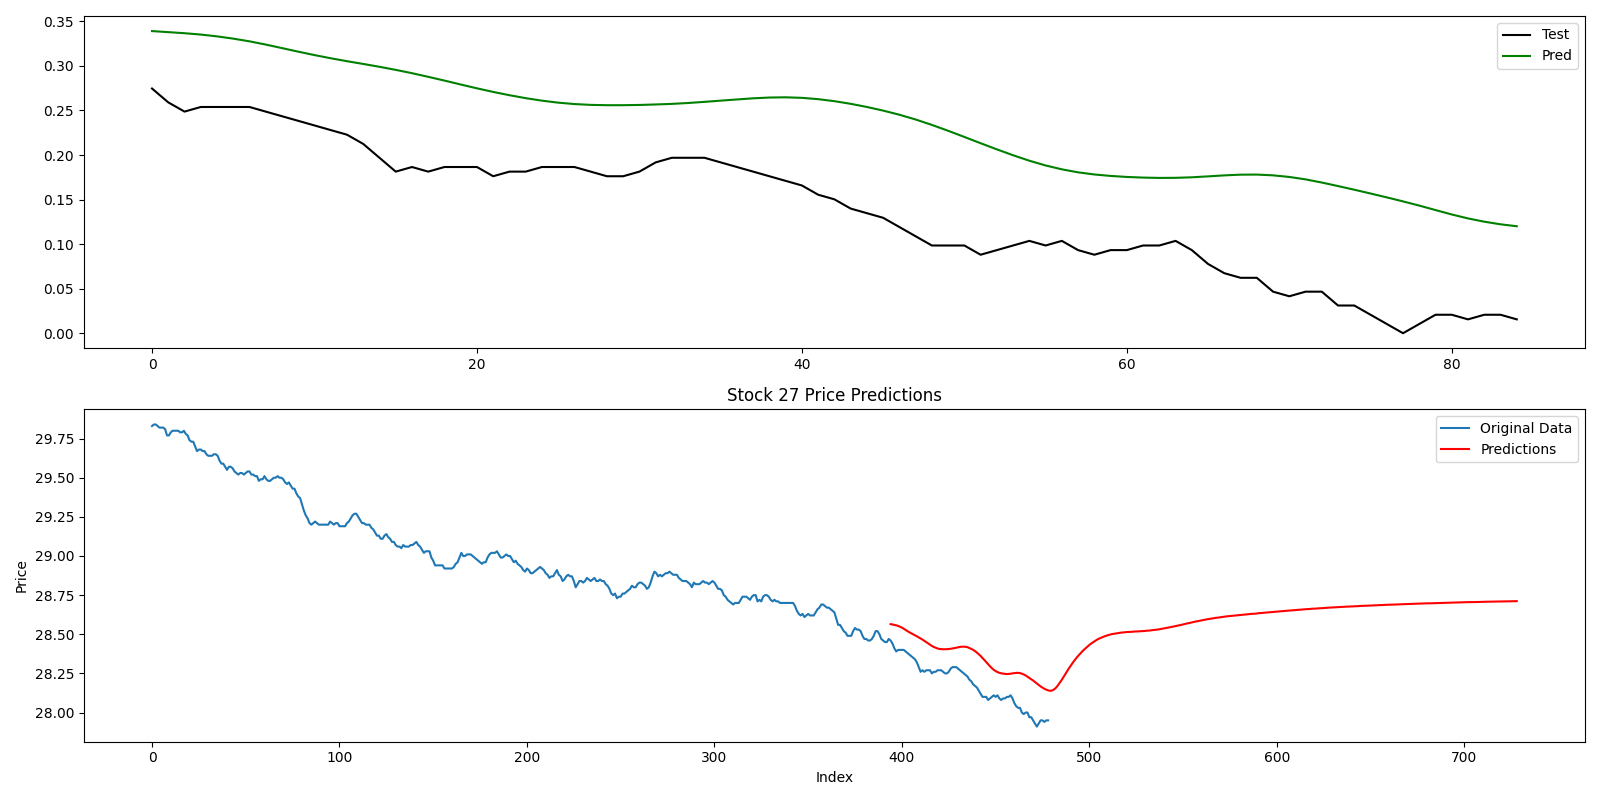 0.35
0.30
0.25
0.20
0.15
0.10
0.05
0.00
Test
Pred
0 20 40 60 80
Stock 27 Price Predictions
29.75
29.50
29.25
29.00
28.75
28.50
28.25
28.00
Price
Original Data
Predictions
0 100 200 300 400 500 600 700
Index